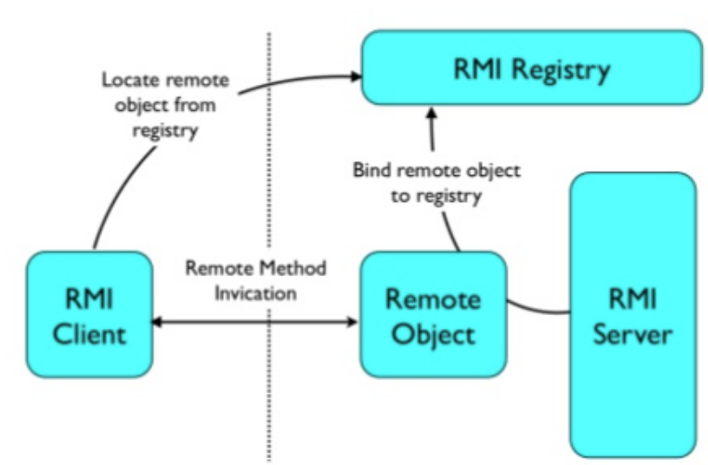 Locate remote
object from
registry
RMI Registry
Bind remote object
to registry
Remote Method
Invication
RMI
Client
Remote
Object
RMI
Server